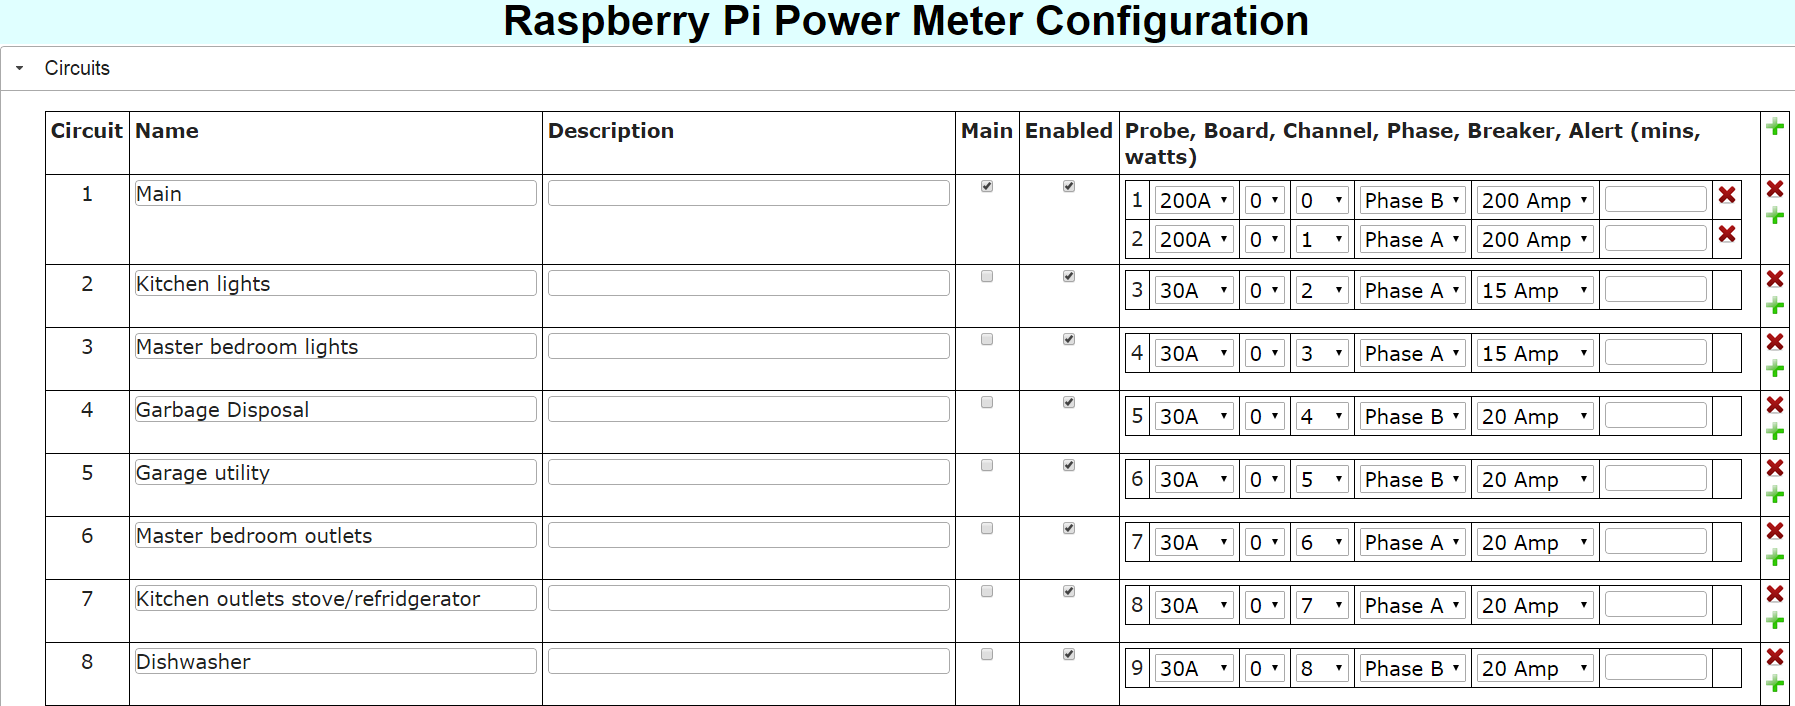 Raspberry Pi Power Meter Configuration
Circuits
Circuit Name Description Main Enabled Probe, Board, Channel, Phase, Breaker, Alert (mins,
watts)
1 Main 1 200A 0 0 Phase B 200 Amp
2 200A 0 1 Phase A 200 Amp
2 Kitchen lights 3 30A 0 2 Phase A 15 Amp
3 Master bedroom lights 4 30A 0 3 Phase A 15 Amp
4 Garbage Disposal 5 30A 0 4 Phase B 20 Amp
5 Garage utility 6 30A 0 5 Phase B 20 Amp
6 Master bedroom outlets 7 30A 0 6 Phase A 20 Amp
7 Kitchen outlets stove/refridgerator 8 30A 0 7 Phase A 20 Amp
8 Dishwasher 9 30A 0 8 Phase B 20 Amp